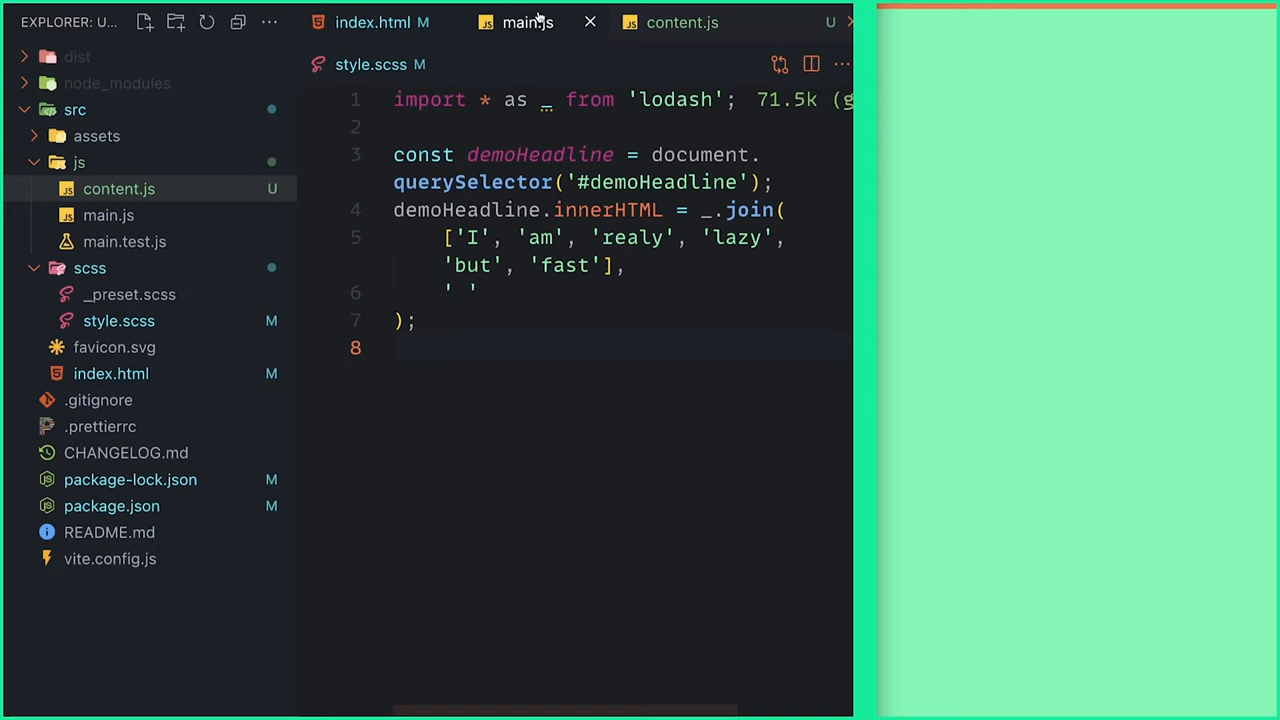 EXPLORER: U...
dist
node_modules
src
assets
js
content.js U
main.js
main.test.js
scss
_preset.scss
style.scss M
favicon.svg
index.html M
.gitignore
.prettierrc
CHANGELOG.md
package-lock.json M
package.json M
README.md
vite.config.js
index.html M
main.js
content.js U
style.scss M
1 import * as _ from 'lodash'; 71.5k (g
2
3 const demoHeadline = document.
querySelector('#demoHeadline');
4 demoHeadline.innerHTML = _.join(
5 ['I', 'am', 'realy', 'lazy',
'but', 'fast'],
6 ' '
7 );
8